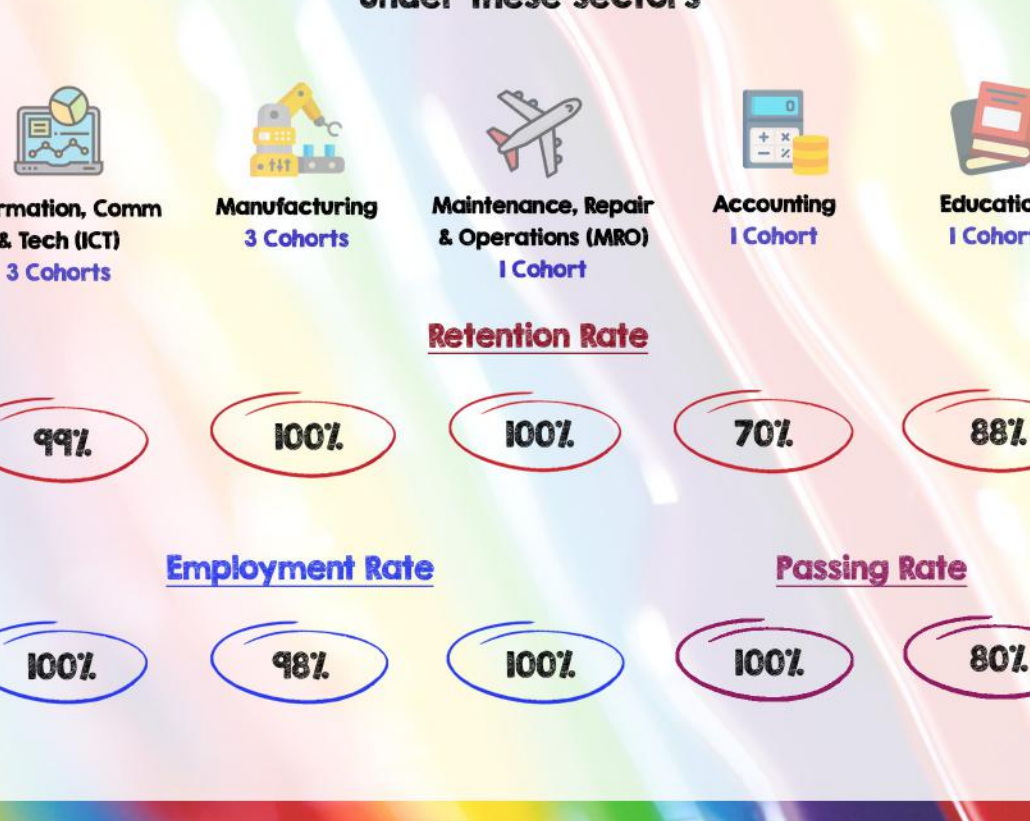 under these sectors
rmation, Comm
& Tech (ICT)
3 Cohorts
Manufacturing
3 Cohorts
Maintenance, Repair
& Operations (MRO)
1 Cohort
Accounting
1 Cohort
Educatio
1 Cohort
Retention Rate
99%
100%
100%
70%
88%
Employment Rate
Passing Rate
100%
98%
100%
100%
80%